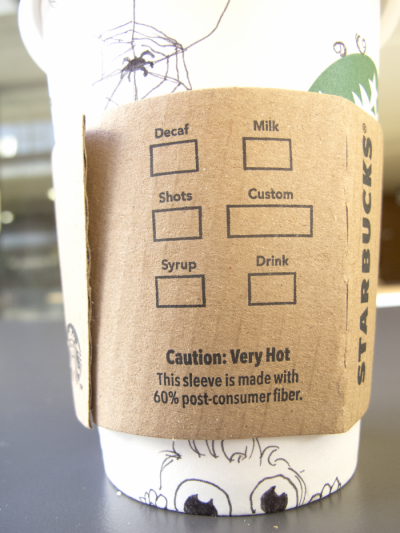 Decaf Milk
Shots Custom
Syrup Drink
Caution: Very Hot
This sleeve is made with
60% post-consumer fiber.
STARBUCKS®